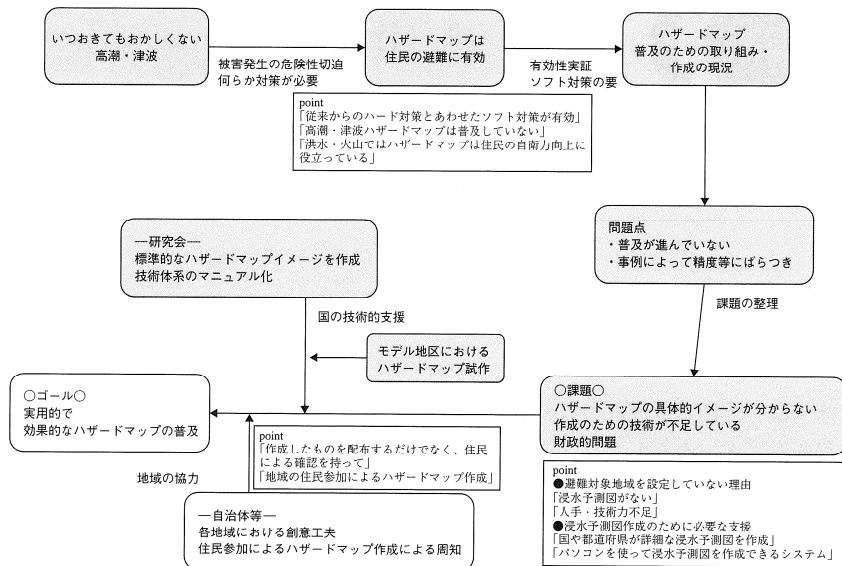 いつおきてもおかしくない
高潮・津波
被害発生の危険性切迫
何らか対策が必要
ハザードマップは
住民の避難に有効
有効性実証
ソフト対策の要
ハザードマップ
普及のための取り組み・
作成の現況
point
「従来からのハード対策とあわせたソフト対策が有効」
「高潮・津波ハザードマップは普及していない」
「洪水・火山ではハザードマップは住民の自衛力向上に
役立っている」
問題点
・普及が進んでいない
・事例によって精度等にばらつき
課題の整理
―研究会―
標準的なハザードマップイメージを作成
技術体系のマニュアル化
国の技術的支援
モデル地区における
ハザードマップ試作
〇ゴール〇
実用的で
効果的なハザードマップの普及
〇課題〇
ハザードマップの具体的イメージが分からない
作成のための技術が不足している
財政的問題
point
「作成したものを配布するだけでなく、住民
による確認を持って」
「地域の住民参加によるハザードマップ作成」
地域の協力
―自治体等―
各地域における創意工夫
住民参加によるハザードマップ作成による周知
point
●避難対象地域を設定していない理由
「浸水予測図がない」
「人手・技術力不足」
●浸水予測図作成のために必要な支援
「国や都道府県が詳細な浸水予測図を作成」
「パソコンを使って浸水予測図を作成できるシステム」